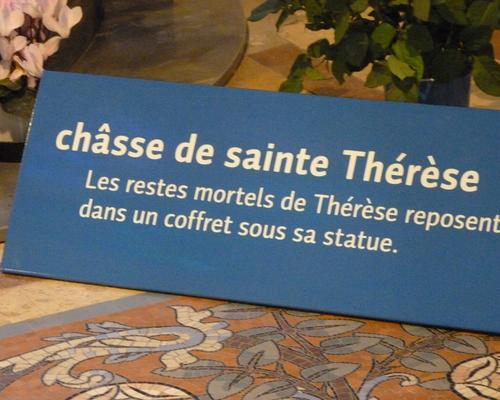 châsse de sainte Thérèse
Les restes mortels de Thérèse reposent
dans un coffret sous sa statue.